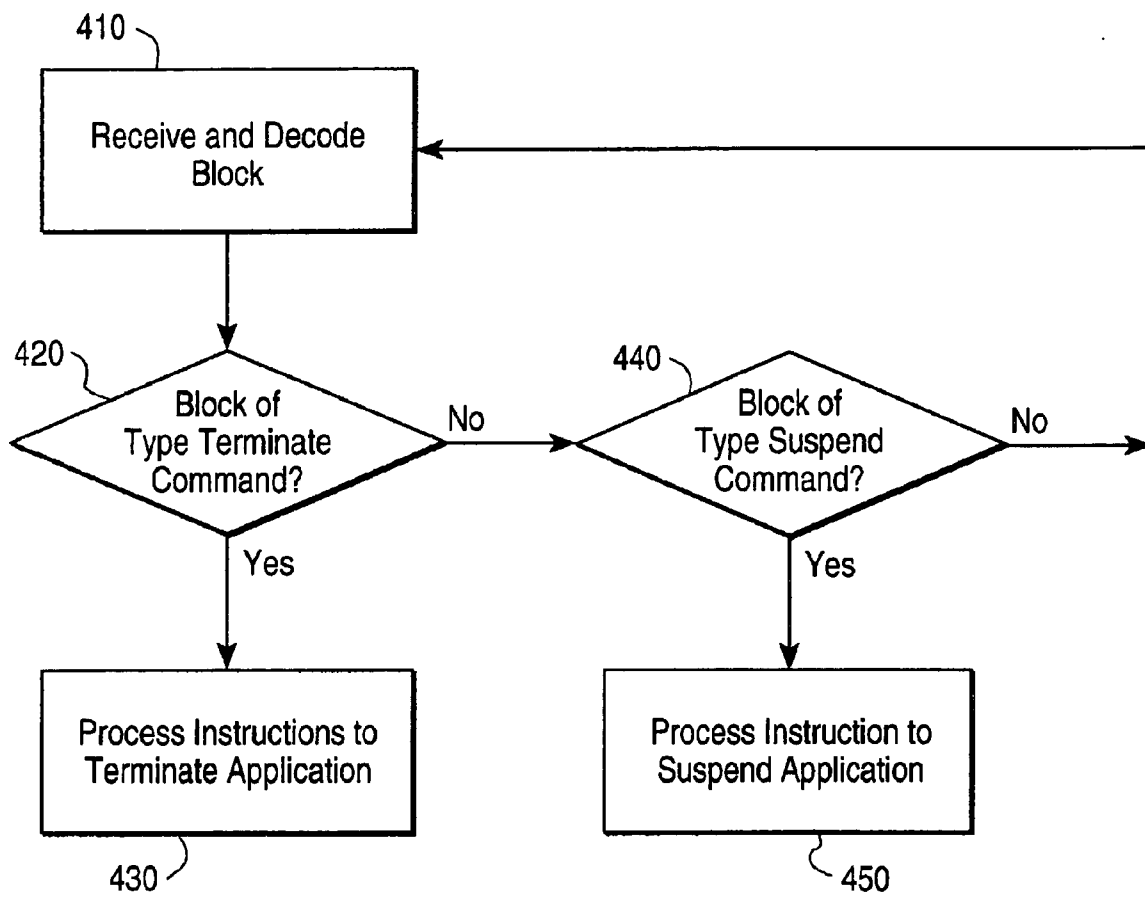 410
Receive and Decode
Block
420
Block of
Type Terminate
Command?
No
440
Block of
Type Suspend
Command?
No
Yes
Yes
Process Instructions to
Terminate Application
Process Instruction to
Suspend Application
430
450